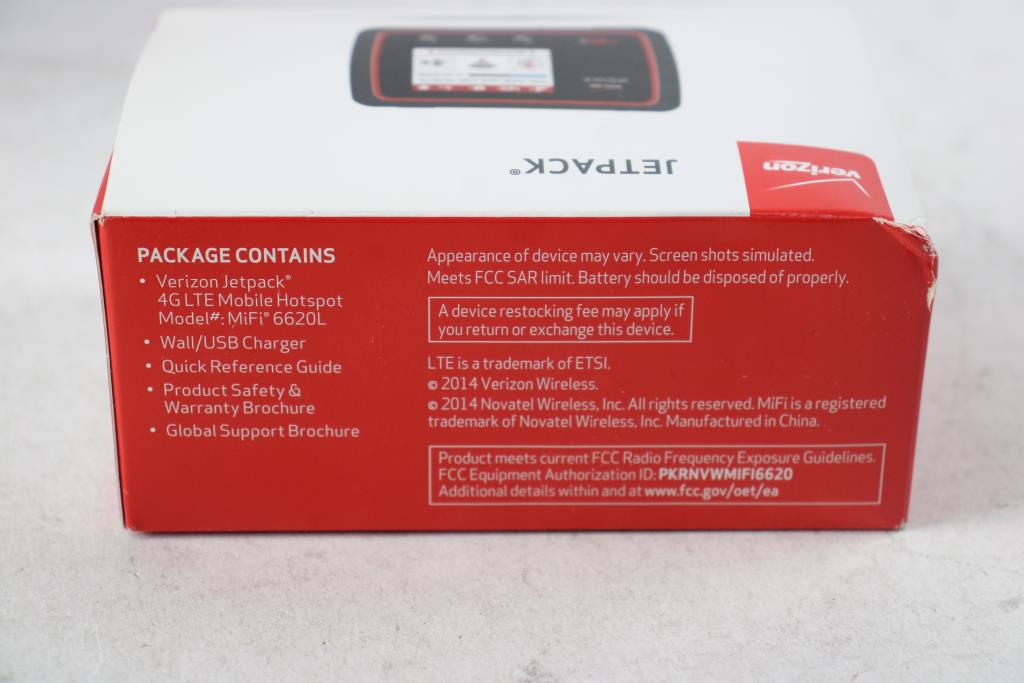 JETPACK®
verizon
PACKAGE CONTAINS
• Verizon Jetpack®
4G LTE Mobile Hotspot
Model#: MiFi® 6620L
• Wall/USB Charger
• Quick Reference Guide
• Product Safety &
Warranty Brochure
• Global Support Brochure
Appearance of device may vary. Screen shots simulated.
Meets FCC SAR limit. Battery should be disposed of properly.
A device restocking fee may apply if
you return or exchange this device.
LTE is a trademark of ETSI.
© 2014 Verizon Wireless.
© 2014 Novatel Wireless, Inc. All rights reserved. MiFi is a registered
trademark of Novatel Wireless, Inc. Manufactured in China.
Product meets current FCC Radio Frequency Exposure Guidelines.
FCC Equipment Authorization ID: PKRNVWMIFI6620
Additional details within and at www.fcc.gov/oet/ea